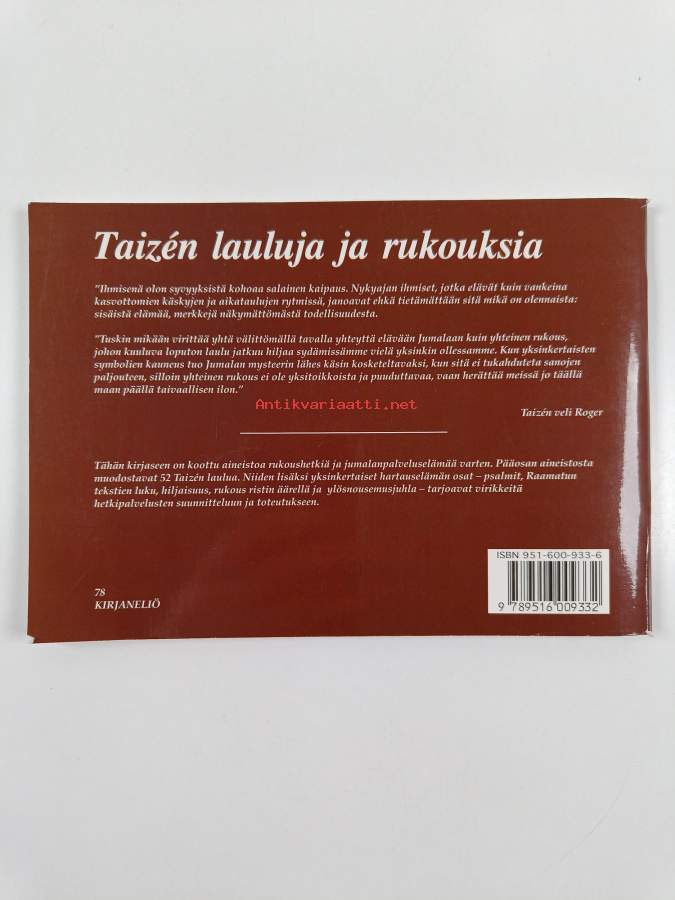 Taizén lauluja ja rukouksia
"Ihmisenä olon syvyyksistä kohoaa salainen kaipaus. Nykyajan ihmiset, jotka elävät kuin vankeina
kasvottomien käskyjen ja aikataulujen rytmissä, janoavat ehkä tietämättään sitä mikä on olennaista:
sisäistä elämää, merkkejä näkymättömästä todellisuudesta.
"Tuskin mikään virittää yhtä välittömällä tavalla yhteyttä elävään Jumalaan kuin yhteinen rukous,
johon kuuluva loputon laulu jatkuu hiljaa sydämissämme vielä yksinkin ollessamme. Kun yksinkertaisten
symbolien kauneus tuo Jumalan mysteerin lähes käsin kosketeltavaksi, kun sitä ei tukahduteta sanojen
paljouteen, silloin yhteinen rukous ei ole yksitoikkoista ja puuduttavaa, vaan herättää meissä jo täällä
maan päällä taivaallisen ilon."
Antikvariaatti.net
Taizén veli Roger
Tähän kirjaseen on koottu aineistoa rukoushetkiä ja jumalanpalveluselämää varten. Pääosan aineistosta
muodostavat 52 Taizén laulua. Niiden lisäksi yksinkertaiset hartauselämän osat – psalmit, Raamatun
tekstien luku, hiljaisuus, rukous ristin äärellä ja ylösnousemusjuhla – tarjoavat virikkeitä
hetkipalvelusten suunnitteluun ja toteutukseen.
ISBN 951-600-933-6
9 789516 009332
78
KIRJANELIÖ